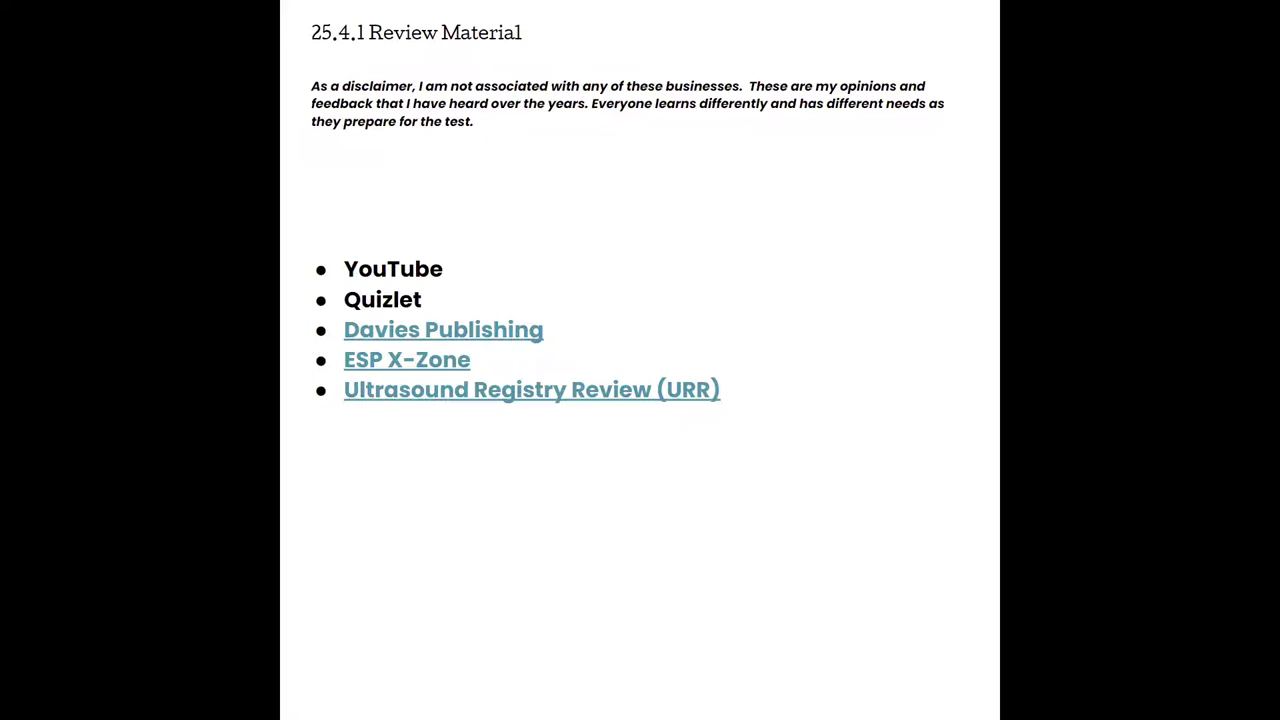 25.4.1 Review Material
As a disclaimer, I am not associated with any of these businesses.  These are my opinions and
feedback that I have heard over the years. Everyone learns differently and has different needs as
they prepare for the test.
● YouTube
● Quizlet
● Davies Publishing
● ESP X-Zone
● Ultrasound Registry Review (URR)